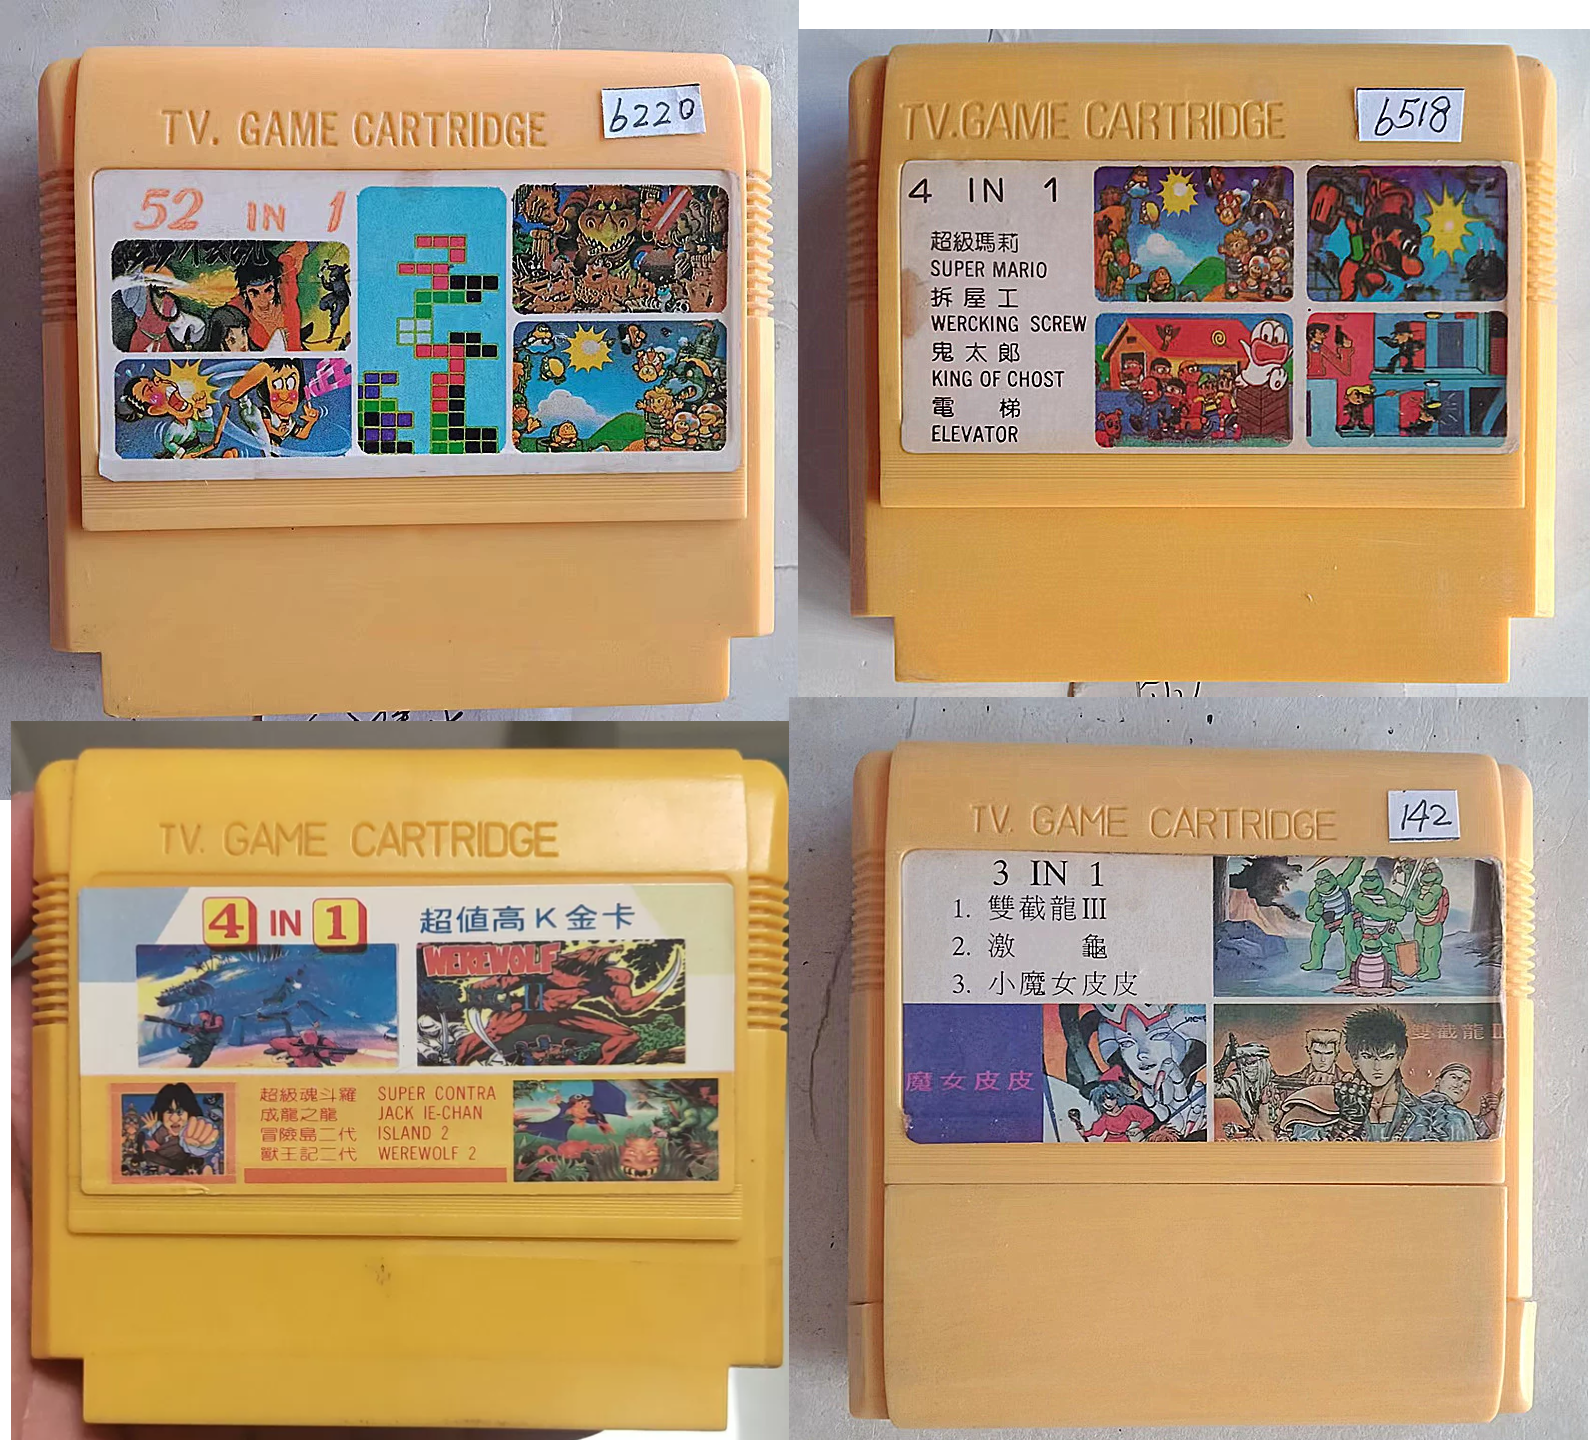 TV. GAME CARTRIDGE
6220
52 IN 1
TV. GAME CARTRIDGE
6518
4 IN 1
超級瑪莉
SUPER MARIO
拆屋工
WERCKING SCREW
鬼太郎
KING OF CHOST
電梯
ELEVATOR
TV. GAME CARTRIDGE
4 IN 1 超值高K金卡
WEREWOLF
II
超級魂斗羅 SUPER CONTRA
成龍之龍 JACK IE-CHAN
冒險島二代 ISLAND 2
獸王記二代 WEREWOLF 2
TV. GAME CARTRIDGE
142
3 IN 1
1. 雙截龍III
2. 激龜
3. 小魔女皮皮
魔女皮皮
雙截龍II